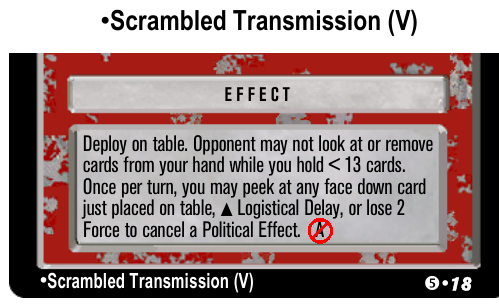 •Scrambled Transmission (V)
EFFECT
Deploy on table. Opponent may not look at or remove
cards from your hand while you hold < 13 cards.
Once per turn, you may peek at any face down card
just placed on table, ▲ Logistical Delay, or lose 2
Force to cancel a Political Effect. A
•Scrambled Transmission (V) ❺•18